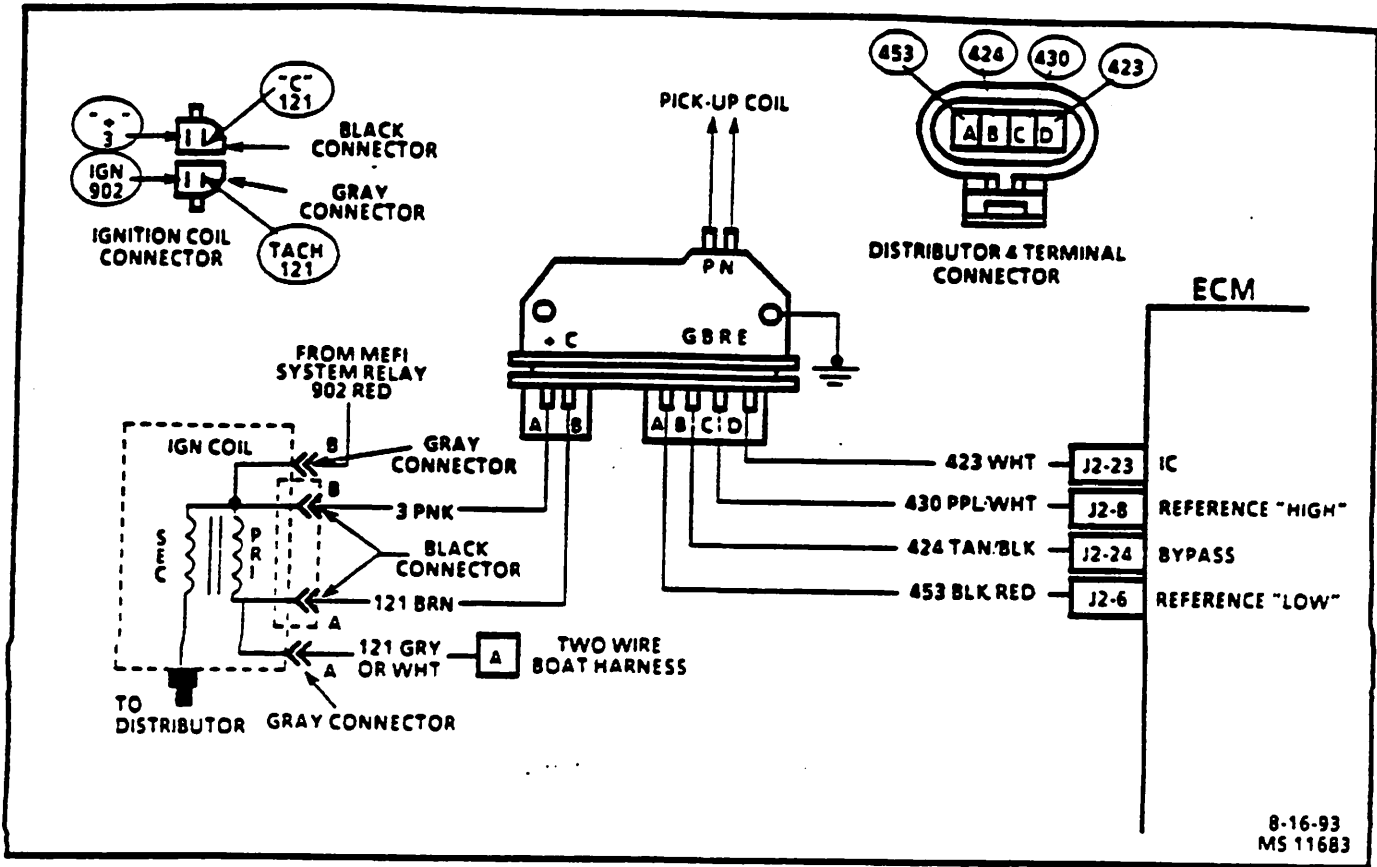 "C"
121
"+"
3
BLACK
CONNECTOR
IGN
902
GRAY
CONNECTOR
IGNITION COIL
CONNECTOR
TACH
121
PICK-UP COIL
453
424
430
423
A B C D
DISTRIBUTOR 4 TERMINAL
CONNECTOR
P N
+ C
G B R E
ECM
FROM MEFI
SYSTEM RELAY
902 RED
A B
A B C D
IGN COIL
B
GRAY
CONNECTOR
B
3 PNK
SEC
PRI
BLACK
CONNECTOR
121 BRN
A
121 GRY
OR WHT
A
A
TWO WIRE
BOAT HARNESS
TO
DISTRIBUTOR
GRAY CONNECTOR
423 WHT J2-23 IC
430 PPL/WHT J2-8 REFERENCE "HIGH"
424 TAN/BLK J2-24 BYPASS
453 BLK RED J2-6 REFERENCE "LOW"
8-16-93
MS 11683